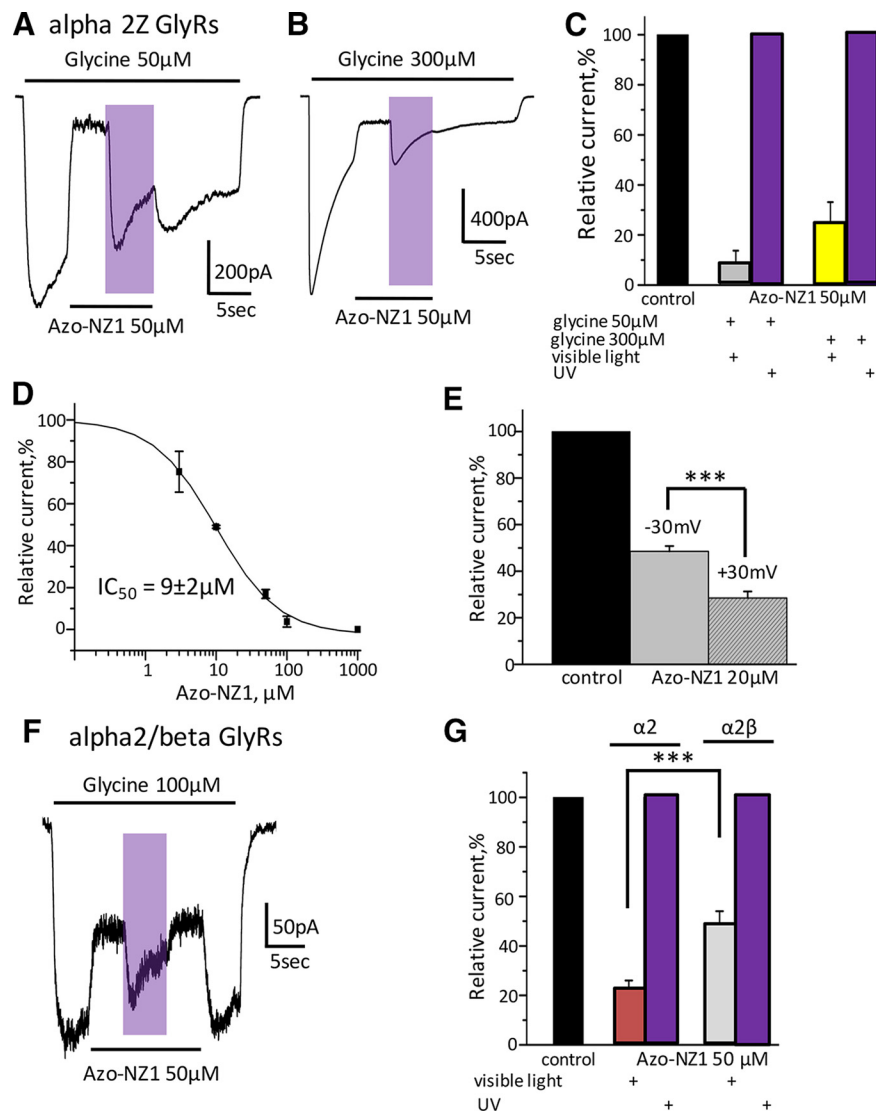 A alpha 2Z GlyRs
Glycine 50µM
200pA
5sec
Azo-NZ1 50µM
B
Glycine 300µM
400pA
5sec
Azo-NZ1 50µM
C
Relative current,%
100
80
60
40
20
0
control
Azo-NZ1 50µM
glycine 50µM + +
glycine 300µM + +
visible light + +
UV + +
D
Relative current,%
100
80
60
40
20
0
IC50 = 9±2µM
1 10 100 1000
Azo-NZ1, µM
E
Relative current,%
100
80
60
40
20
0
***
-30mV
+30mV
control Azo-NZ1 20µM
F alpha2/beta GlyRs
Glycine 100µM
50pA
5sec
Azo-NZ1 50µM
G
α2 α2β
***
Relative current,%
100
80
60
40
20
0
control Azo-NZ1 50 µM
visible light + +
UV + +